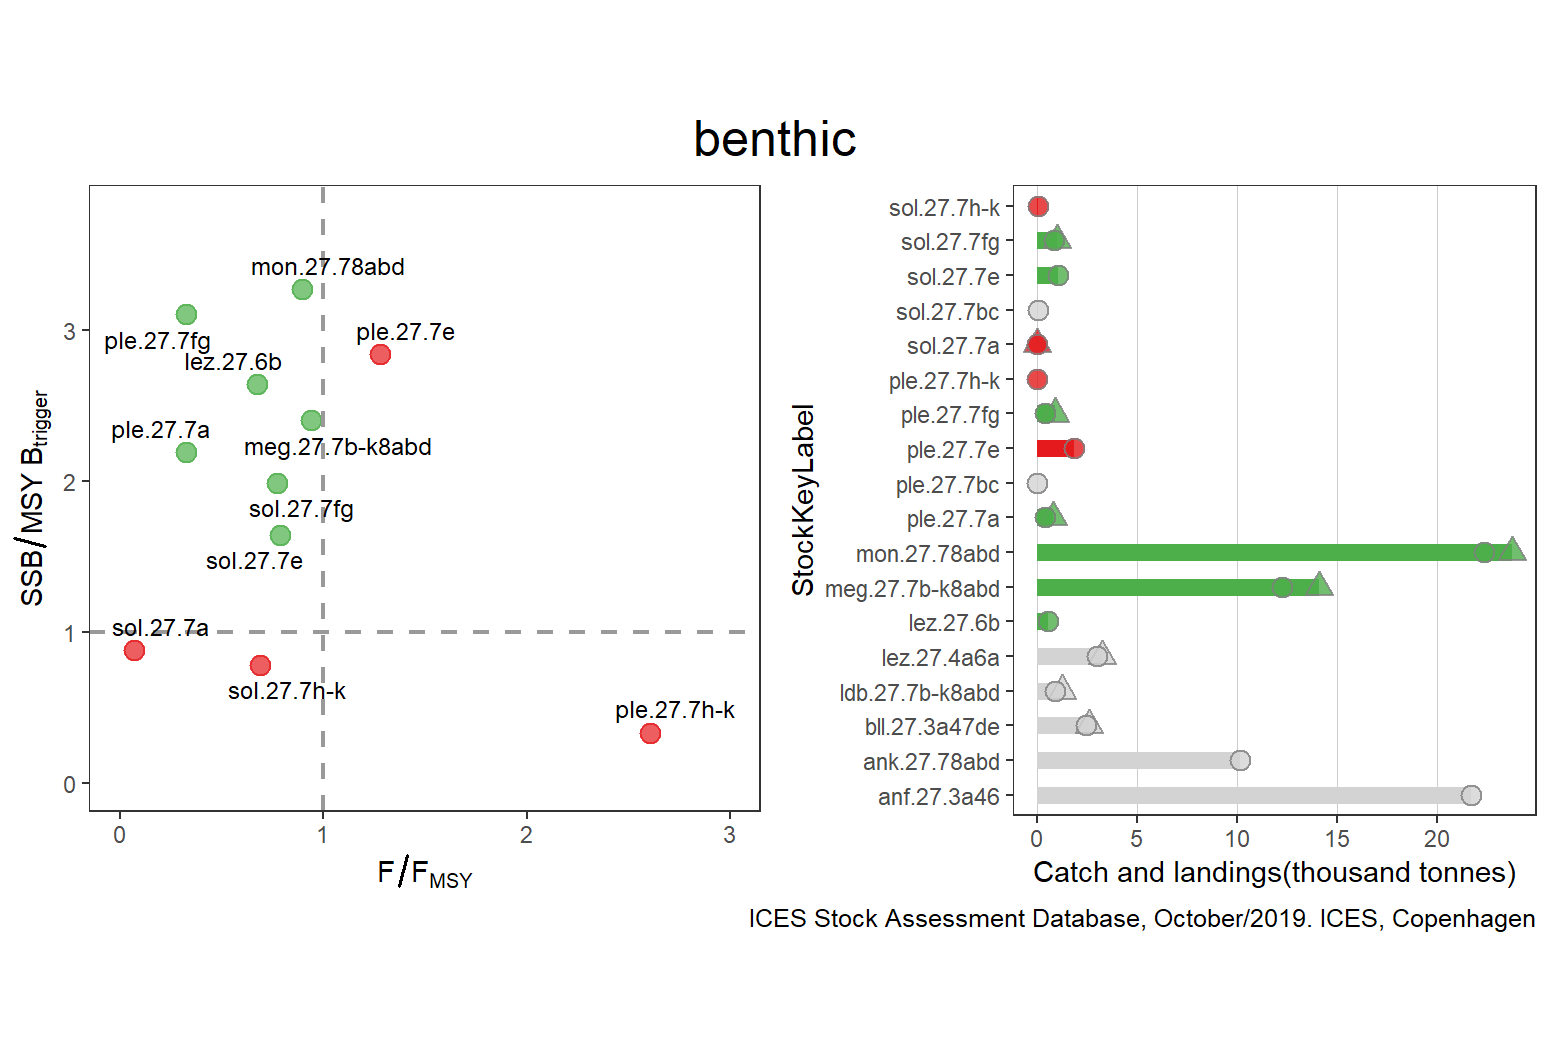 benthic
SSB/MSY Btrigger
3
2
1
0
mon.27.78abd
ple.27.7fg
ple.27.7e
lez.27.6b
ple.27.7a
meg.27.7b-k8abd
sol.27.7fg
sol.27.7e
sol.27.7a
sol.27.7h-k
ple.27.7h-k
0 1 2 3
F/FMSY
StockKeyLabel
sol.27.7h-k
sol.27.7fg
sol.27.7e
sol.27.7bc
sol.27.7a
ple.27.7h-k
ple.27.7fg
ple.27.7e
ple.27.7bc
ple.27.7a
mon.27.78abd
meg.27.7b-k8abd
lez.27.6b
lez.27.4a6a
ldb.27.7b-k8abd
bll.27.3a47de
ank.27.78abd
anf.27.3a46
0 5 10 15 20
Catch and landings(thousand tonnes)
ICES Stock Assessment Database, October/2019. ICES, Copenhagen